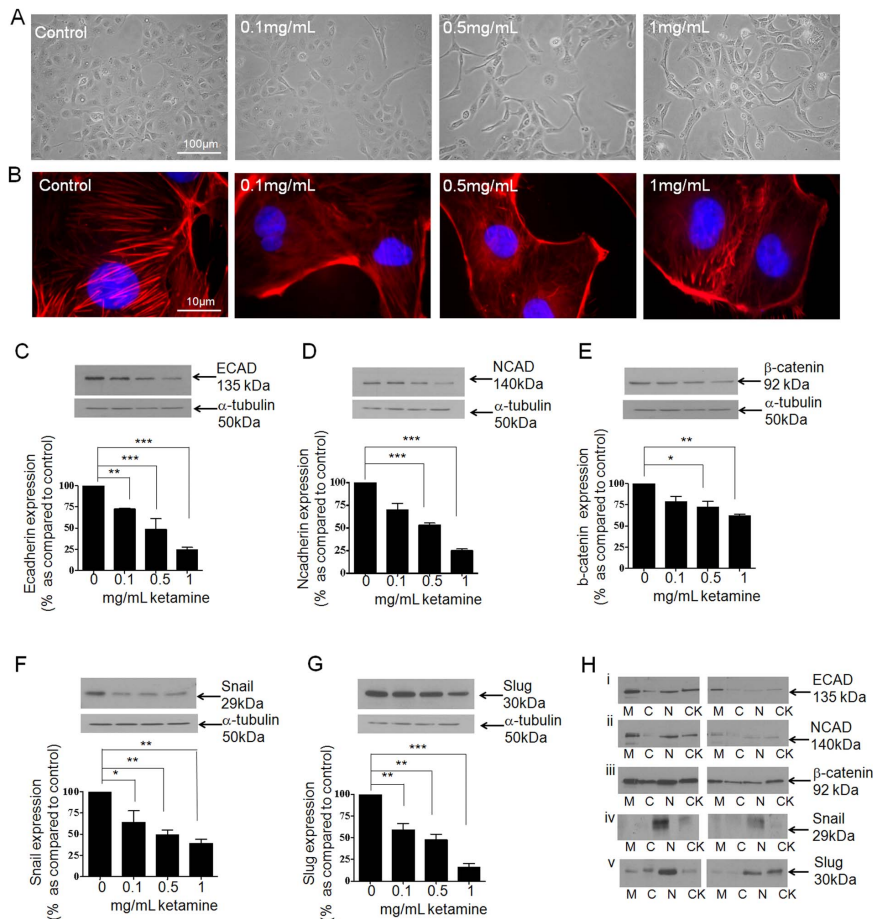 A
Control
0.1mg/mL
0.5mg/mL
1mg/mL
100µm
B
Control
0.1mg/mL
0.5mg/mL
1mg/mL
10µm
C
ECAD
135 kDa
α-tubulin
50kDa
***
***
**
Ecadherin expression
(% as compared to control)
100
75
50
25
0
0 0.1 0.5 1
mg/mL ketamine
D
NCAD
140kDa
α-tubulin
50kDa
***
***
Ncadherin expression
(% as compared to control)
100
75
50
25
0
0 0.1 0.5 1
mg/mL ketamine
E
β-catenin
92 kDa
α-tubulin
50kDa
**
*
b-catenin expression
(% as compared to control)
100
75
50
25
0
0 0.1 0.5 1
mg/mL ketamine
F
Snail
29kDa
α-tubulin
50kDa
**
**
*
Snail expression
(% as compared to control)
100
75
50
25
0
0 0.1 0.5 1
mg/mL ketamine
G
Slug
30kDa
α-tubulin
50kDa
***
**
**
Slug expression
(% as compared to control)
100
75
50
25
0
0 0.1 0.5 1
mg/mL ketamine
H
i
ECAD
135 kDa
M C N CK M C N CK
ii
NCAD
140kDa
M C N CK M C N CK
iii
β-catenin
92 kDa
M C N CK M C N CK
iv
Snail
29kDa
M C N CK M C N CK
v
Slug
30kDa
M C N CK M C N CK